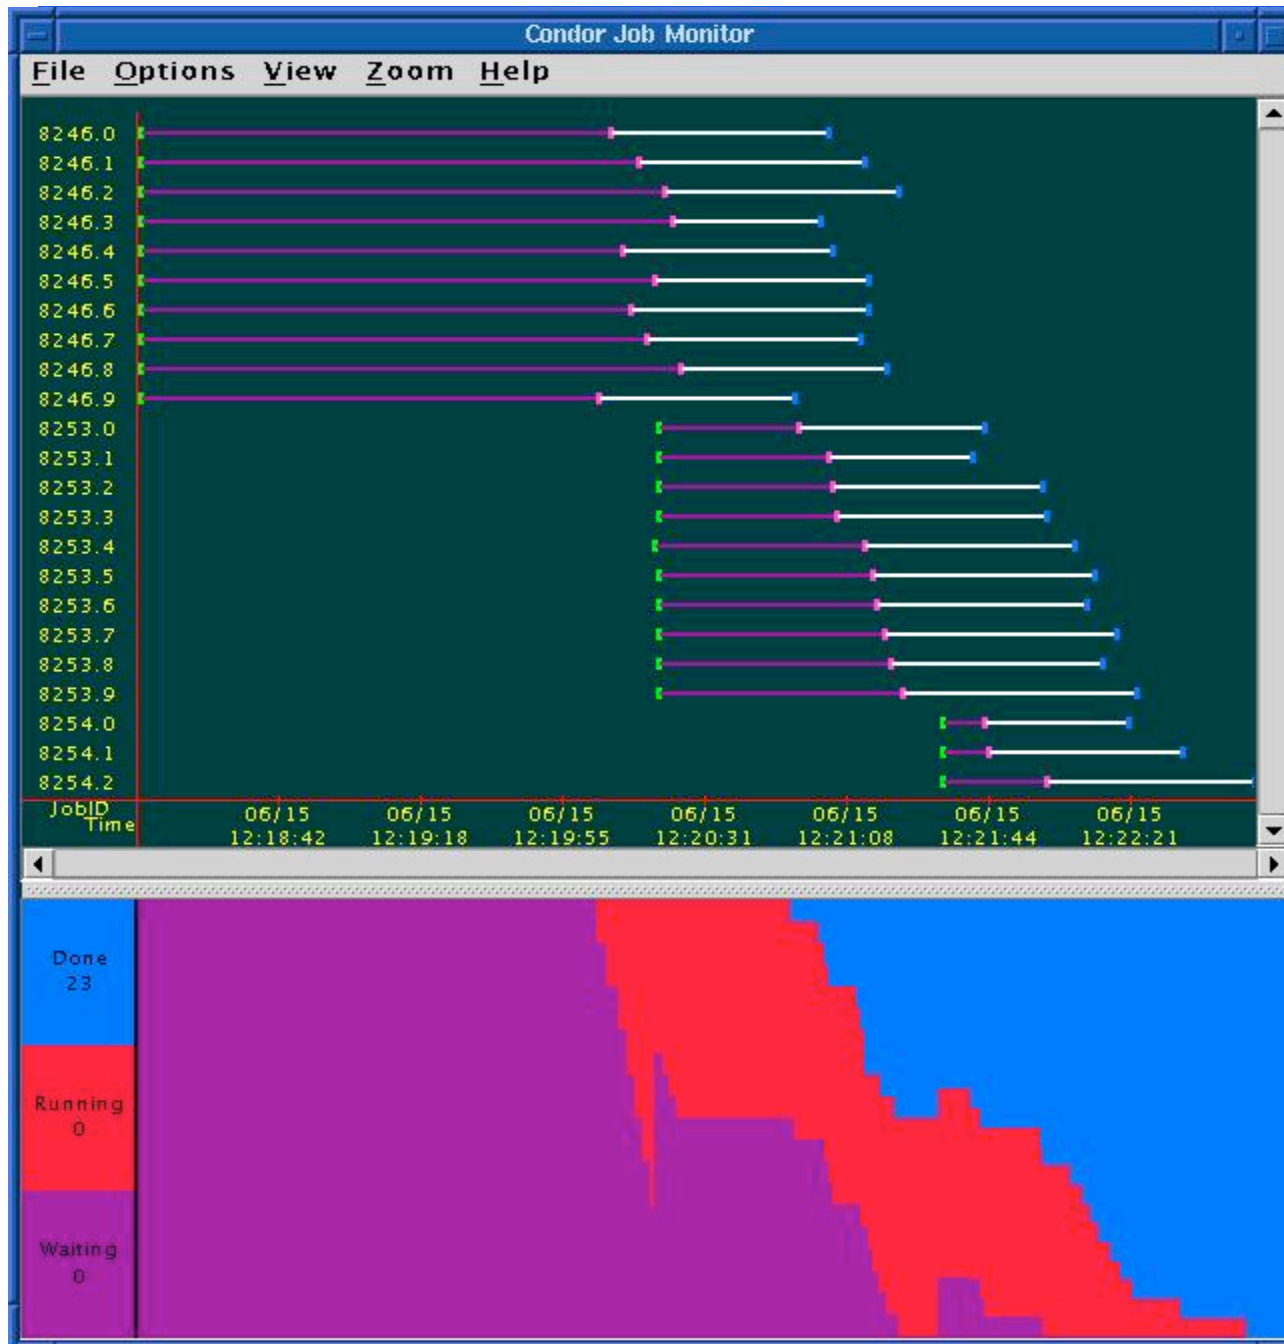 Condor Job Monitor
File Options View Zoom Help
8246.0
8246.1
8246.2
8246.3
8246.4
8246.5
8246.6
8246.7
8246.8
8246.9
8253.0
8253.1
8253.2
8253.3
8253.4
8253.5
8253.6
8253.7
8253.8
8253.9
8254.0
8254.1
8254.2
JobID
Time
06/15 06/15 06/15 06/15 06/15 06/15 06/15
12:18:42 12:19:18 12:19:55 12:20:31 12:21:08 12:21:44 12:22:21
Done
23
Running
0
Waiting
0